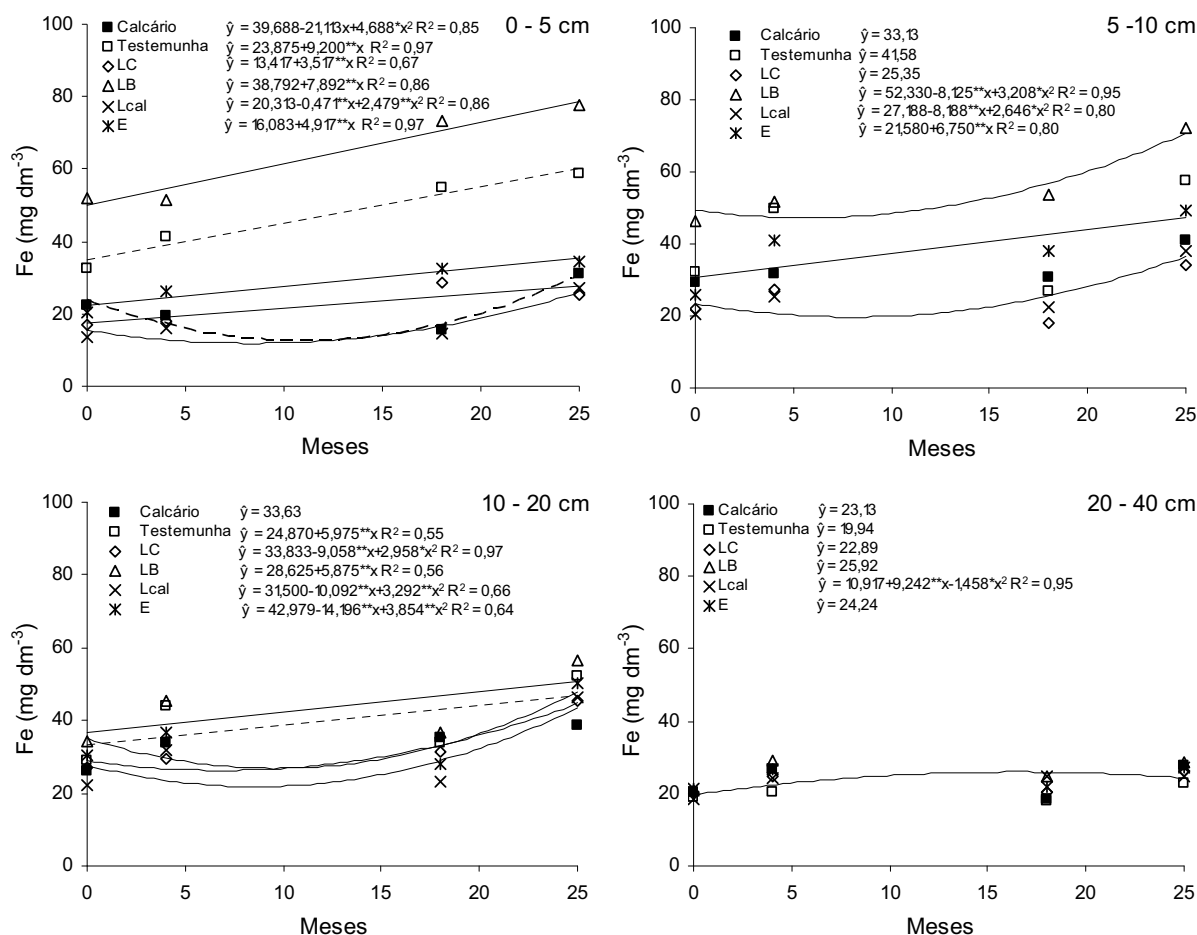 0 - 5 cm
Calcário ŷ = 39,688-21,113x+4,688*x² R² = 0,85
Testemunha ŷ = 23,875+9,200**x R² = 0,97
LC ŷ = 13,417+3,517**x R² = 0,67
LB ŷ = 38,792+7,892**x R² = 0,86
Lcal ŷ = 20,313-0,471**x+2,479**x² R² = 0,86
E ŷ = 16,083+4,917**x R² = 0,97
Fe (mg dm⁻³)
100
80
60
40
20
0
0 5 10 15 20 25
Meses
5 -10 cm
Calcário ŷ = 33,13
Testemunha ŷ = 41,58
LC ŷ = 25,35
LB ŷ = 52,330-8,125**x+3,208*x² R² = 0,95
Lcal ŷ = 27,188-8,188**x+2,646*x² R² = 0,80
E ŷ = 21,580+6,750**x R² = 0,80
Fe (mg dm⁻³)
100
80
60
40
20
0
0 5 10 15 20 25
Meses
10 - 20 cm
Calcário ŷ = 33,63
Testemunha ŷ = 24,870+5,975**x R² = 0,55
LC ŷ = 33,833-9,058**x+2,958*x² R² = 0,97
LB ŷ = 28,625+5,875**x R² = 0,56
Lcal ŷ = 31,500-10,092**x+3,292**x² R² = 0,66
E ŷ = 42,979-14,196**x+3,854**x² R² = 0,64
Fe (mg dm⁻³)
100
80
60
40
20
0
0 5 10 15 20 25
Meses
20 - 40 cm
Calcário ŷ = 23,13
Testemunha ŷ = 19,94
LC ŷ = 22,89
LB ŷ = 25,92
Lcal ŷ = 10,917+9,242**x-1,458*x² R² = 0,95
E ŷ = 24,24
Fe (mg dm⁻³)
100
80
60
40
20
0
0 5 10 15 20 25
Meses